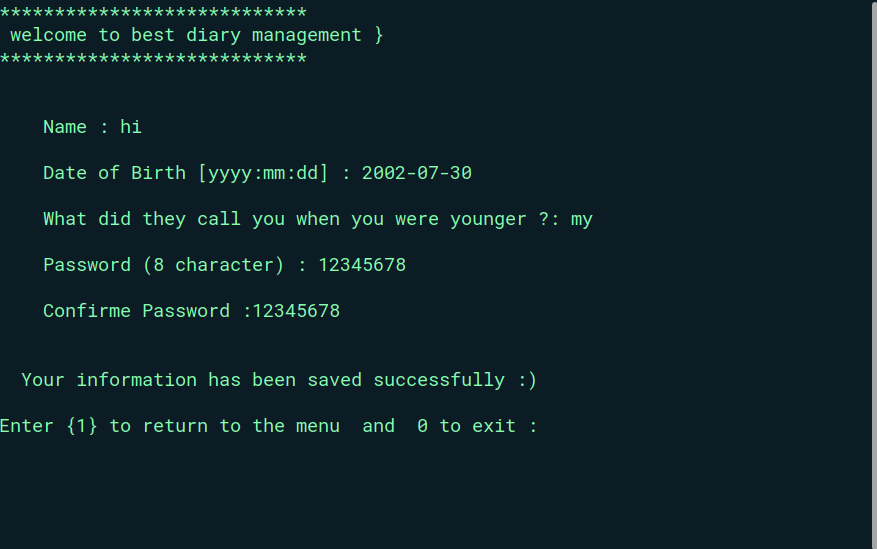 ****************************
welcome to best diary management }
****************************
Name : hi
Date of Birth [yyyy:mm:dd] : 2002-07-30
What did they call you when you were younger ?: my
Password (8 character) : 12345678
Confirme Password :12345678
Your information has been saved successfully :)
Enter {1} to return to the menu  and  0 to exit :